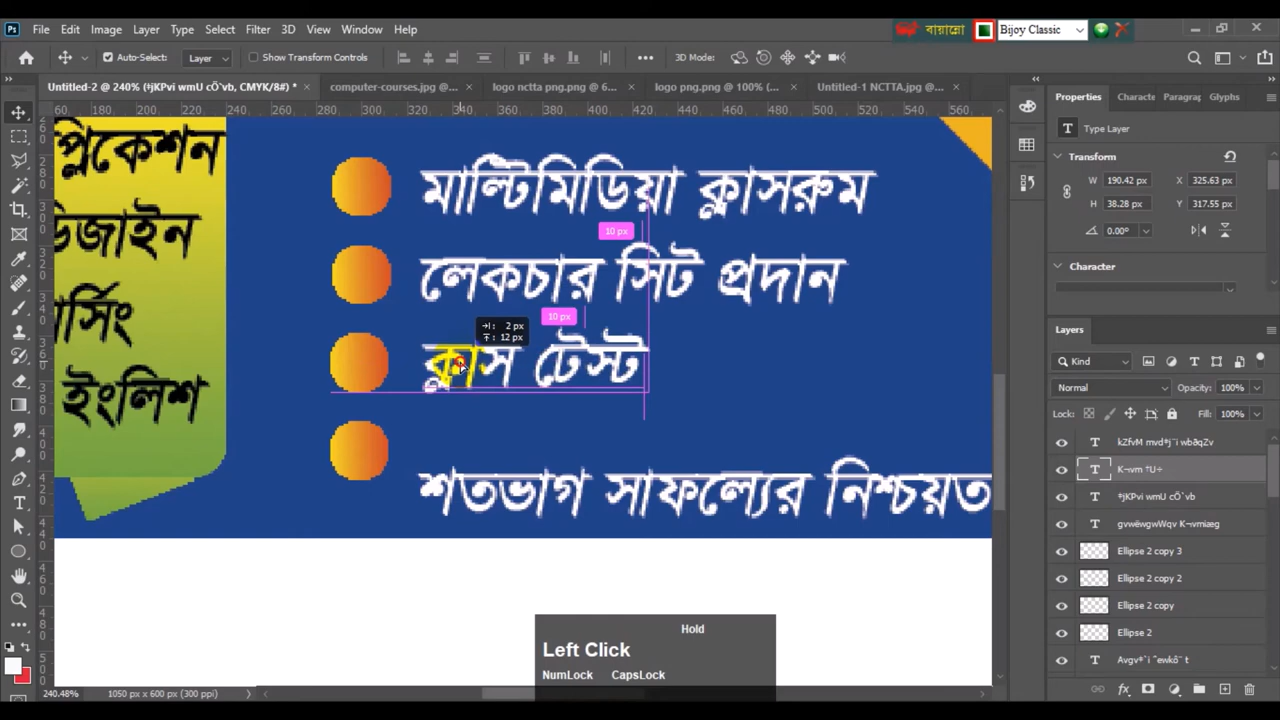 File Edit Image Layer Type Select Filter 3D View Window Help
বায়ান্নো Bijoy Classic
Auto-Select: Layer Show Transform Controls 3D Mode:
Untitled-2 @ 240% (ªjKPvi wmU cÖ`vb, CMYK/8#) * computer-courses.jpg @... logo nctta png.png @ 6... logo png.png @ 100% (... Untitled-1 NCTTA.jpg @...
Properties Characte Paragra Glyphs
Type Layer
Transform
W 190.42 px X 325.63 px
H 38.28 px Y 317.55 px
0.00°
Character
Layers
Kind
Normal Opacity: 100%
Lock: Fill: 100%
kZfvM mvdª¨i wbðqZv
K¬vm †U÷
ªjKPvi wmU cÖ`vb
gvwëwgwWqv K¬vmiæg
Ellipse 2 copy 3
Ellipse 2 copy 2
Ellipse 2 copy
Ellipse 2
প্লিকেশন
ডিজাইন
র্সিং
ইংলিশ
মাল্টিমিডিয়া ক্লাসরুম
10 px
লেকচার সিট প্রদান
10 px
2 px
12 px
ক্লাস টেস্ট
শতভাগ সাফল্যের নিশ্চয়ত
Hold
Left Click
NumLock CapsLock
240.48% 1050 px x 600 px (300 ppi)